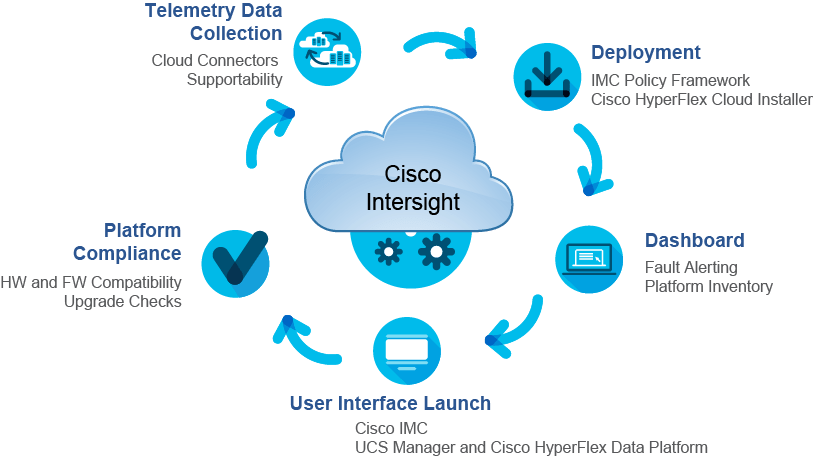 Telemetry Data
Collection
Cloud Connectors
Supportability
Deployment
IMC Policy Framework
Cisco HyperFlex Cloud Installer
Cisco
Intersight
Platform
Compliance
HW and FW Compatibility
Upgrade Checks
Dashboard
Fault Alerting
Platform Inventory
User Interface Launch
Cisco IMC
UCS Manager and Cisco HyperFlex Data Platform